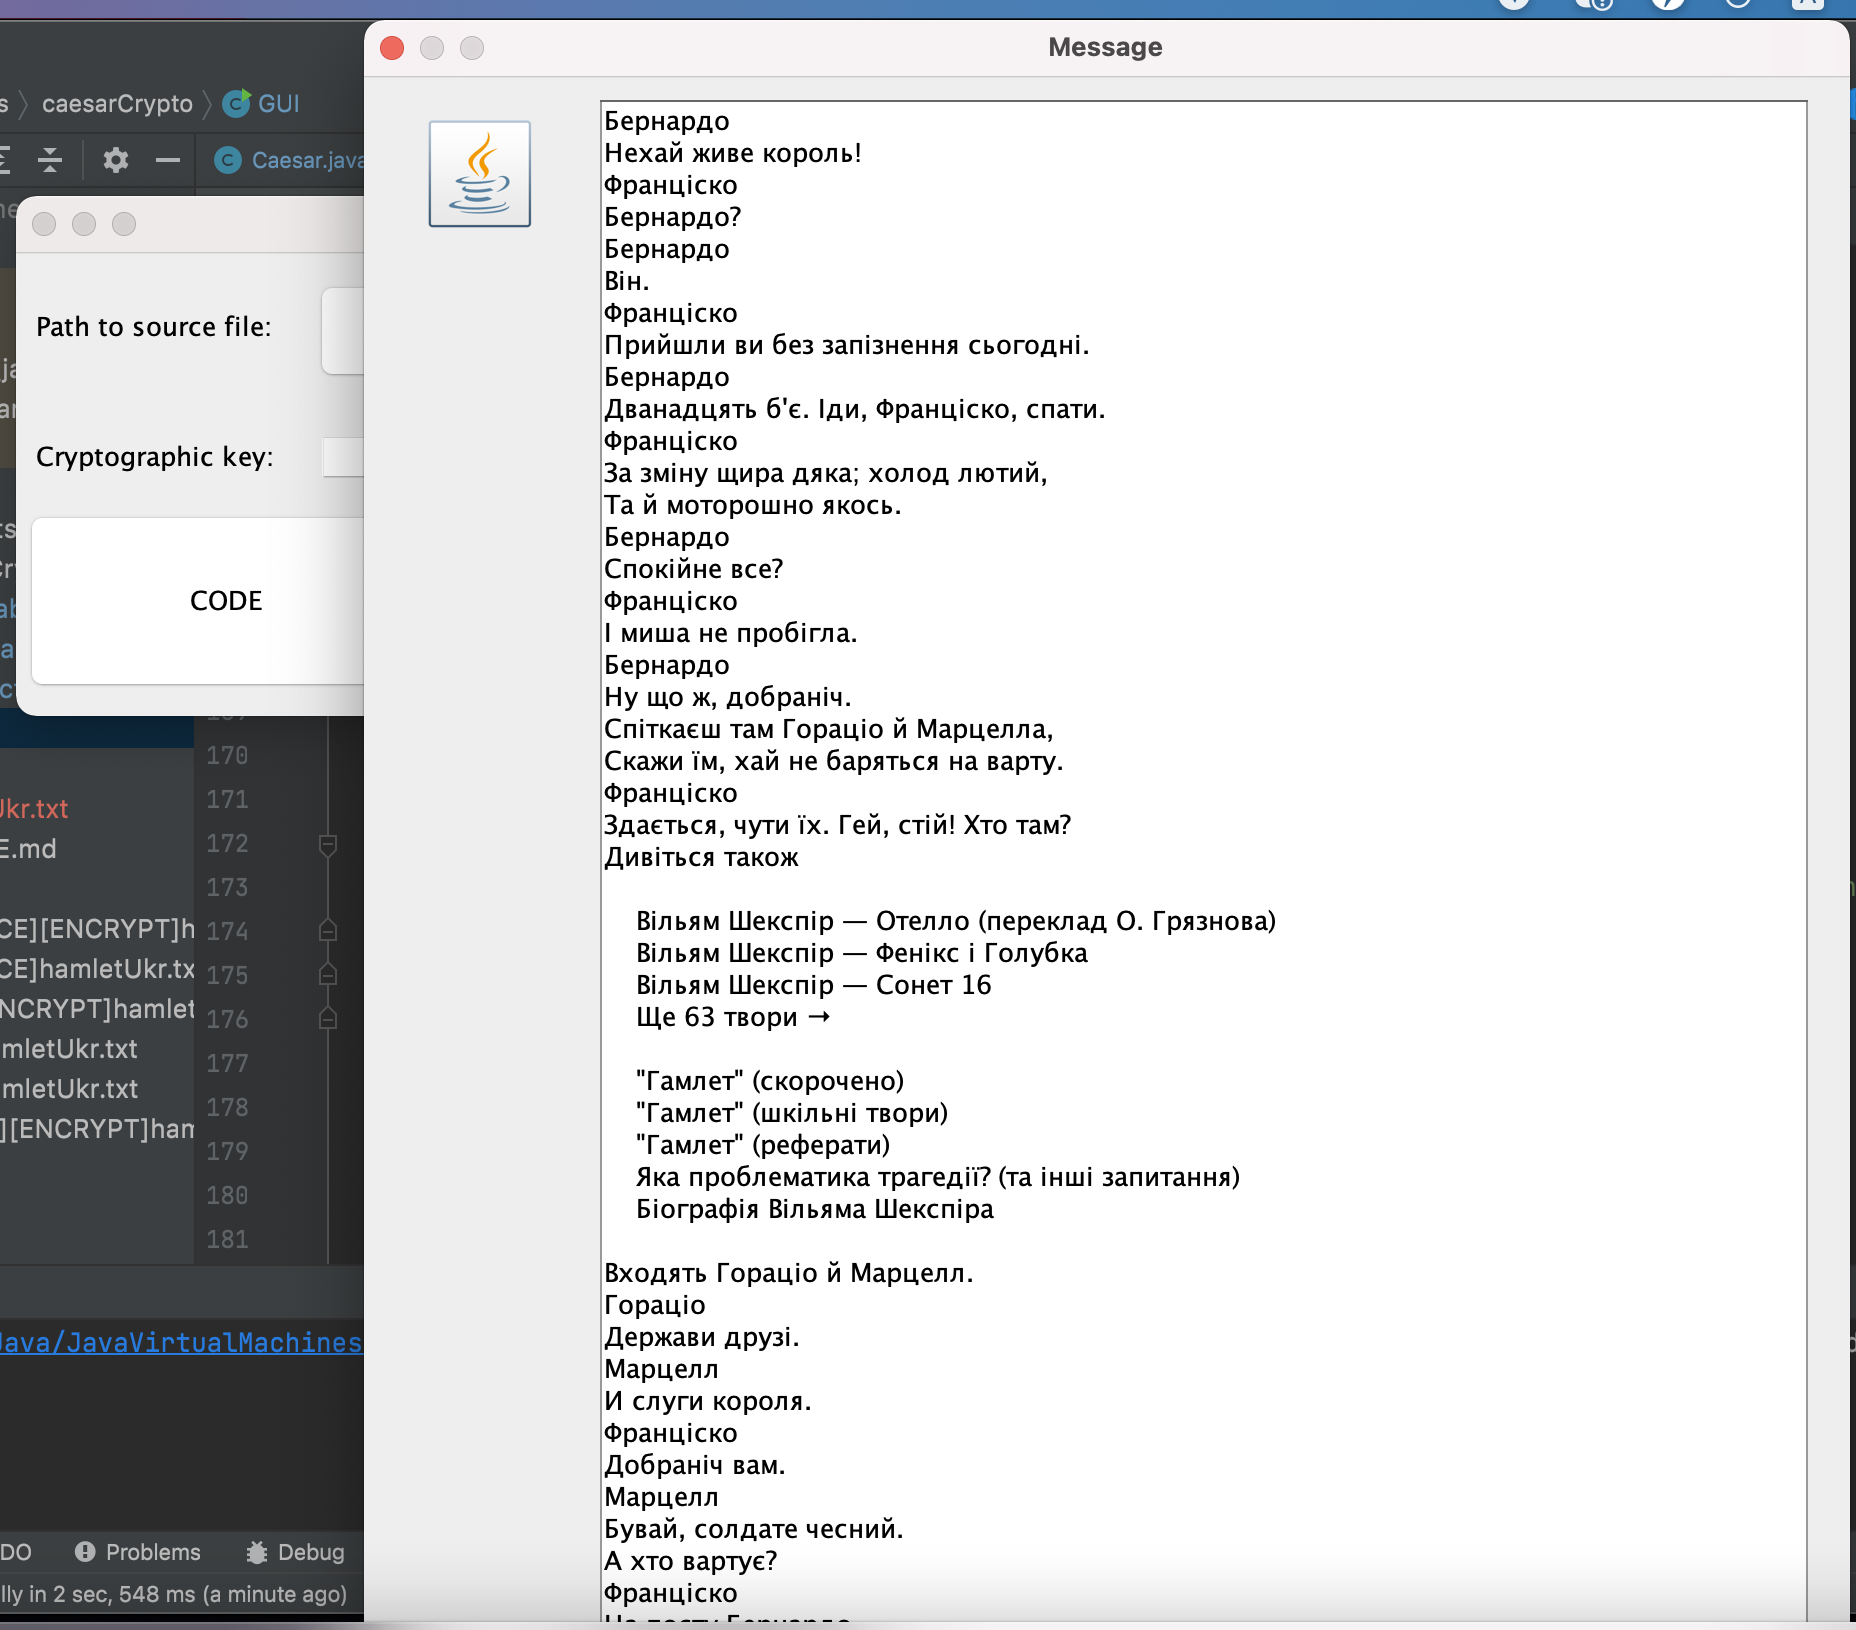 Message
caesarCrypto
GUI
Caesar.java
Path to source file:
Cryptographic key:
CODE
Бернардо
Нехай живе король!
Франціско
Бернардо?
Бернардо
Він.
Франціско
Прийшли ви без запізнення сьогодні.
Бернардо
Дванадцять б'є. Іди, Франціско, спати.
Франціско
За зміну щира дяка; холод лютий,
Та й моторошно якось.
Бернардо
Спокійне все?
Франціско
І миша не пробігла.
Бернардо
Ну що ж, добраніч.
Спіткаєш там Гораціо й Марцелла,
Скажи їм, хай не баряться на варту.
Франціско
Здається, чути їх. Гей, стій! Хто там?
Дивіться також
Вільям Шекспір — Отелло (переклад О. Грязнова)
Вільям Шекспір — Фенікс і Голубка
Вільям Шекспір — Сонет 16
Ще 63 твори →
"Гамлет" (скорочено)
"Гамлет" (шкільні твори)
"Гамлет" (реферати)
Яка проблематика трагедії? (та інші запитання)
Біографія Вільяма Шекспіра
Входять Гораціо й Марцелл.
Гораціо
Держави друзі.
Марцелл
И слуги короля.
Франціско
Добраніч вам.
Марцелл
Бувай, солдате чесний.
А хто вартує?
Франціско
Ukr.txt
E.md
CE][ENCRYPT]h
CE]hamletUkr.tx
NCRYPT]hamlet
mletUkr.txt
mletUkr.txt
][ENCRYPT]ham
170
171
172
173
174
175
176
177
178
179
180
181
Java/JavaVirtualMachines
DO
Problems
Debug
lly in 2 sec, 548 ms (a minute ago)